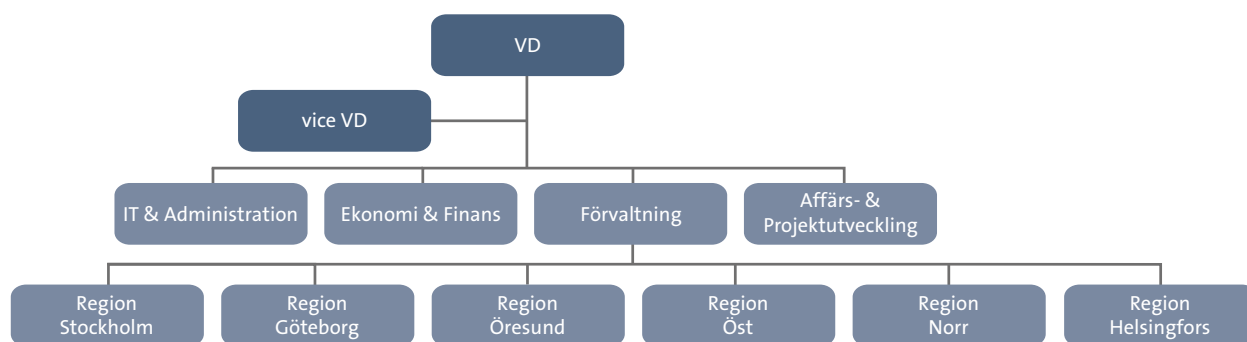 VD
vice VD
IT & Administration
Ekonomi & Finans
Förvaltning
Affärs- &
Projektutveckling
Region
Stockholm
Region
Göteborg
Region
Öresund
Region
Öst
Region
Norr
Region
Helsingfors